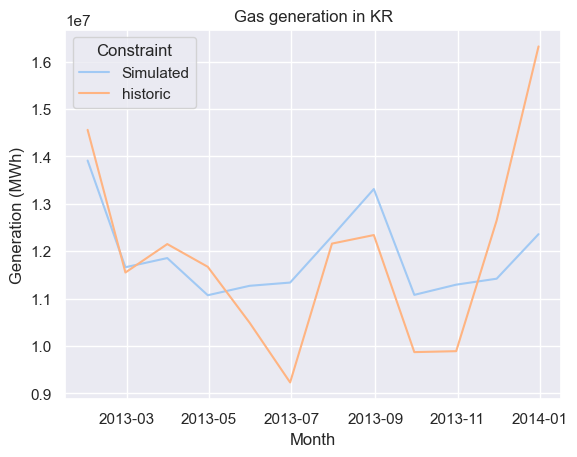 Gas generation in KR
1e7
Constraint
Simulated
historic
1.6
1.5
1.4
1.3
1.2
1.1
1.0
0.9
Generation (MWh)
2013-03 2013-05 2013-07 2013-09 2013-11 2014-01
Month